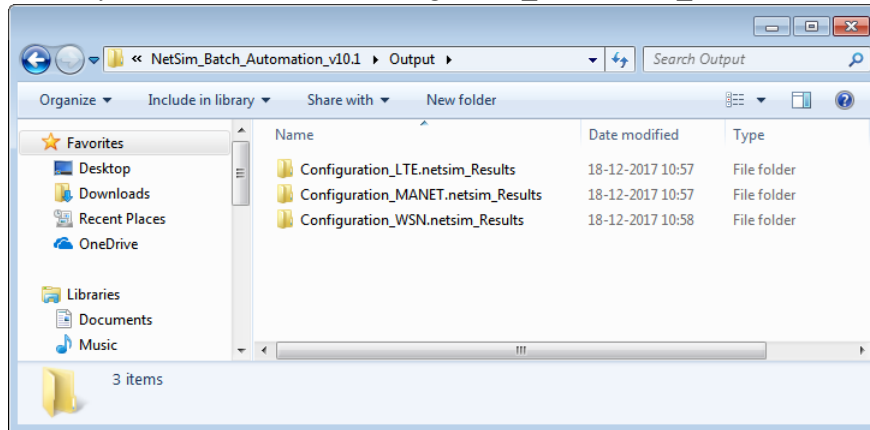 « NetSim_Batch_Automation_v10.1 ▸ Output ▸ Search Output
Organize ▼ Include in library ▼ Share with ▼ New folder
Favorites
Desktop
Downloads
Recent Places
OneDrive
Libraries
Documents
Music
Name Date modified Type
Configuration_LTE.netsim_Results 18-12-2017 10:57 File folder
Configuration_MANET.netsim_Results 18-12-2017 10:57 File folder
Configuration_WSN.netsim_Results 18-12-2017 10:58 File folder
3 items